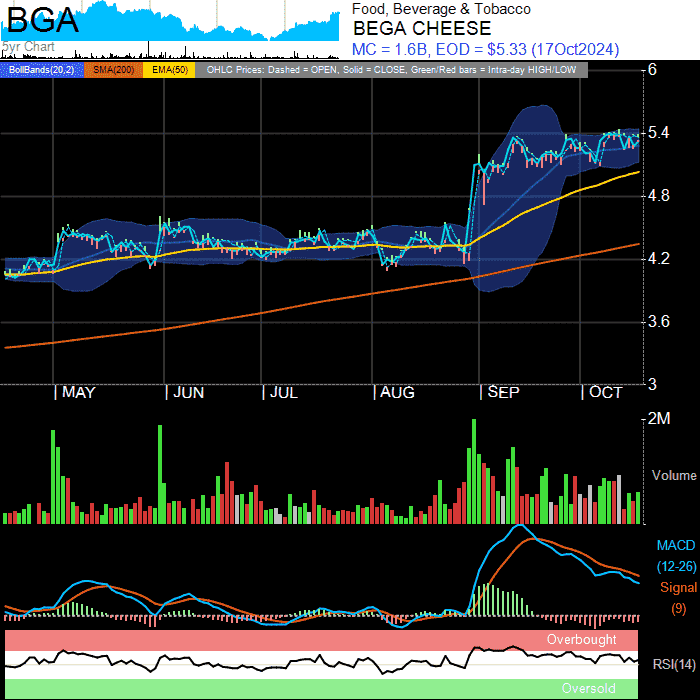 BGA
5yr Chart
Food, Beverage & Tobacco
BEGA CHEESE
MC = 1.6B, EOD = $5.33 (17Oct2024)
BollBands(20,2) SMA(200) EMA(50) OHLC Prices: Dashed = OPEN, Solid = CLOSE, Green/Red bars = Intra-day HIGH/LOW
6
5.4
4.8
4.2
3.6
3
MAY JUN JUL AUG SEP OCT
2M
Volume
MACD
(12-26)
Signal
(9)
Overbought
RSI(14)
Oversold